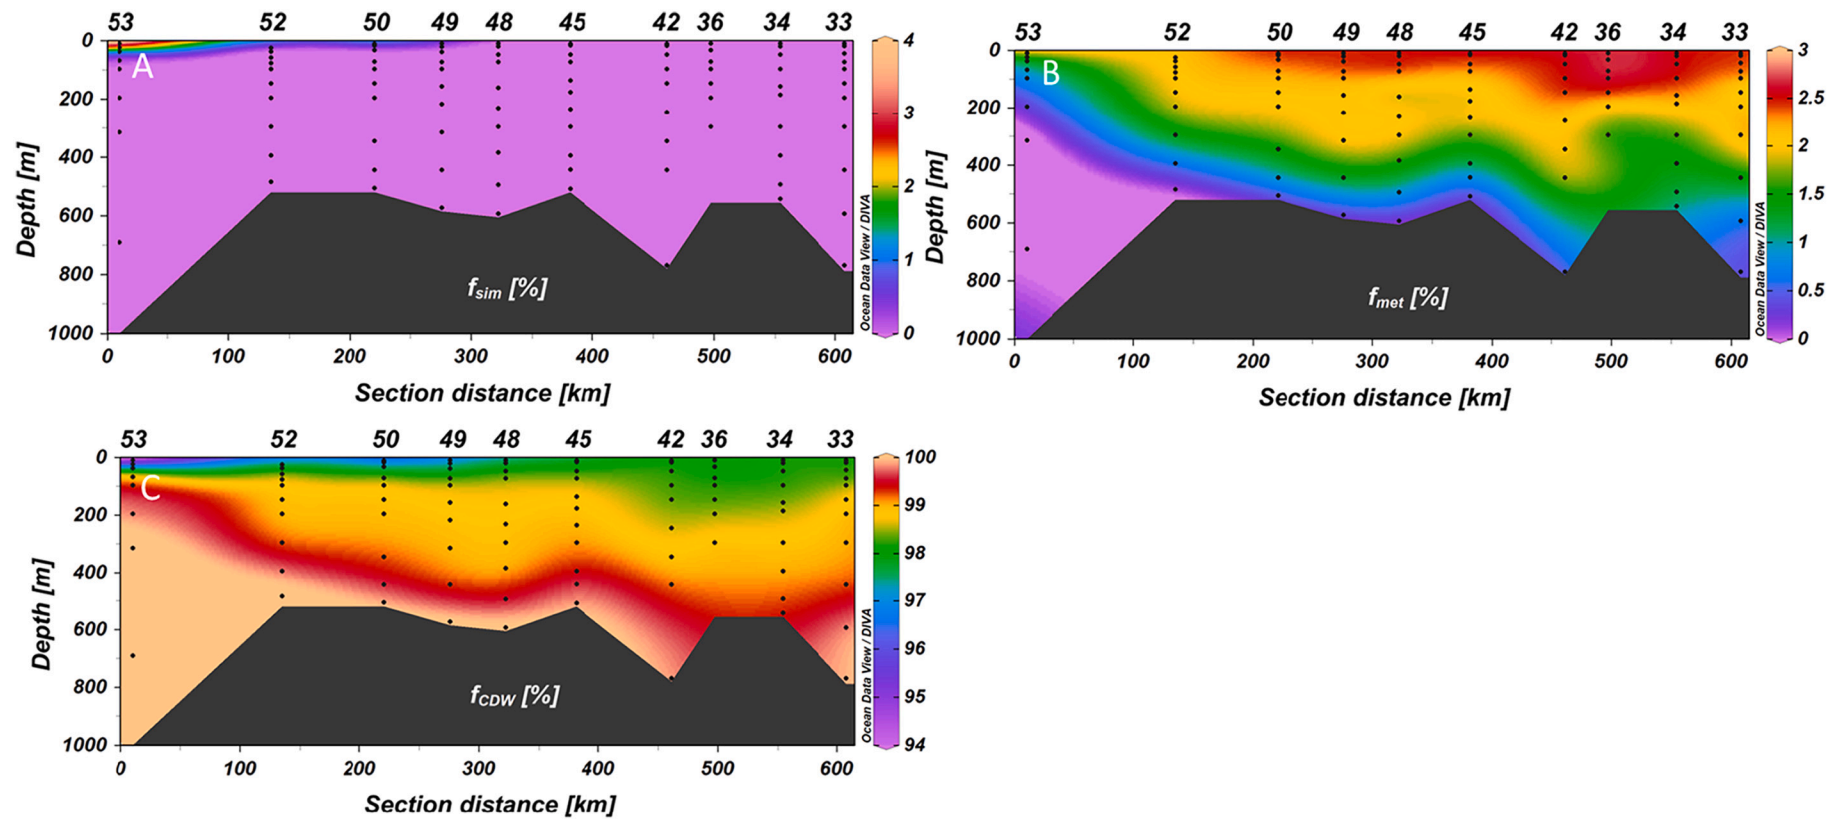 53 52 50 49 48 45 42 36 34 33
A
0
200
400
600
800
1000
Depth [m]
f_sim [%]
0 100 200 300 400 500 600
Section distance [km]
4
3
2
1
0
Ocean Data View / DIVA
53 52 50 49 48 45 42 36 34 33
B
0
200
400
600
800
1000
Depth [m]
f_met [%]
0 100 200 300 400 500 600
Section distance [km]
3
2.5
2
1.5
1
0.5
0
Ocean Data View / DIVA
53 52 50 49 48 45 42 36 34 33
C
0
200
400
600
800
1000
Depth [m]
f_CDW [%]
0 100 200 300 400 500 600
Section distance [km]
100
99
98
97
96
95
94
Ocean Data View / DIVA